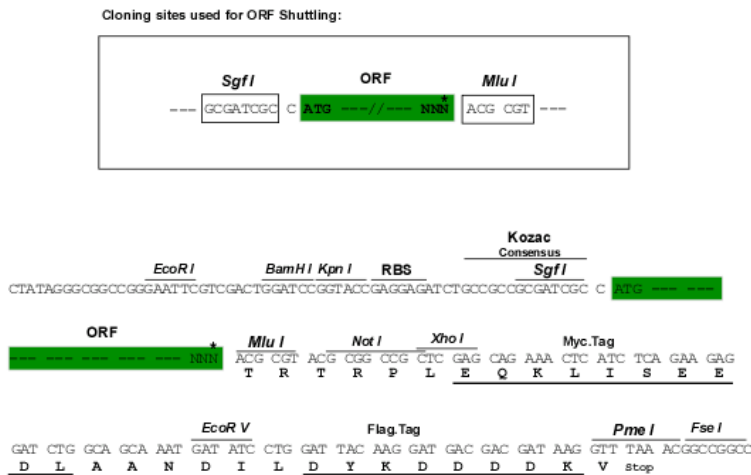 Cloning sites used for ORF Shuttling:
Sgf I ORF Mlu I
*
--- GCGATCGC C ATG ---//--- NNN ACG CGT ---
Kozac
Consensus
EcoR I BamH I Kpn I RBS Sgf I
CTATAGGGCGGCCGGGAATTCGTCGACTGGATCCGGTACCGAGGAGATCTGCCGCCGCGATCGC C ATG --- ---
ORF * Mlu I Not I Xho I Myc.Tag
--- --- --- --- --- NNN ACG CGT ACG CGG CCG CTC GAG CAG AAA CTC ATC TCA GAA GAG
T R T R P L E Q K L I S E E
EcoR V Flag.Tag Pme I Fse I
GAT CTG GCA GCA AAT GAT ATC CTG GAT TAC AAG GAT GAC GAC GAT AAG GTT TAA ACGGCCGGCC
D L A A N D I L D Y K D D D D K V Stop